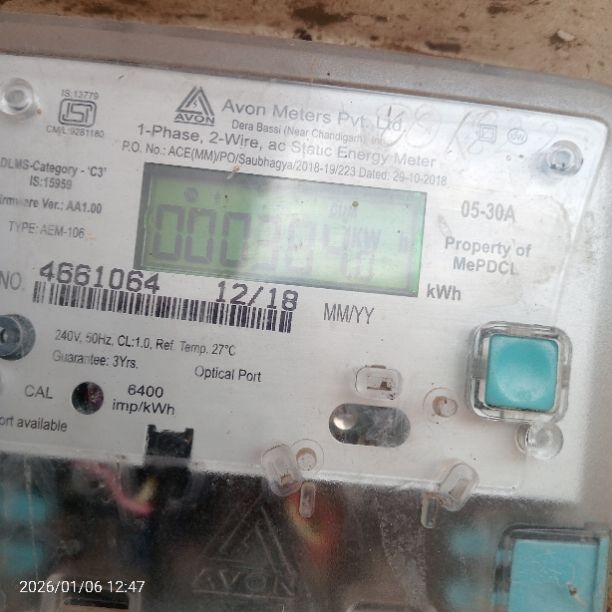 IS:13779
CM/L 9281180
AVON
Avon Meters Pvt. Ltd.
Dera Bassi (Near Chandigarh)
1-Phase, 2-Wire, ac Static Energy Meter
P.O. No.: ACE(MM)/PO/Saubhagya/2018-19/223 Dated: 29-10-2018
DLMS-Category - 'C3'
IS:15959
Firmware Ver.: AA1.00
TYPE: AEM-106
05-30A
Property of
MePDCL
kWh
NO. 4661064 12/18
MM/YY
240V, 50Hz, CL:1.0, Ref. Temp. 27°C
Guarantee: 3Yrs.
Optical Port
CAL
6400
imp/kWh
ort available
AVON
2026/01/06 12:47